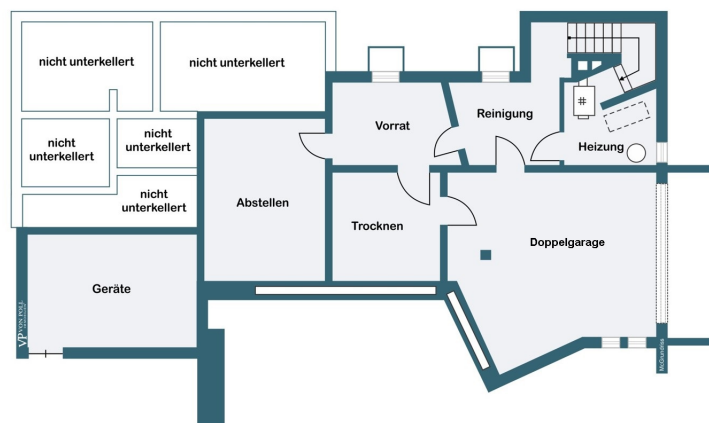 nicht unterkellert
nicht unterkellert
nicht
unterkellert
nicht
unterkellert
nicht
unterkellert
Vorrat
Reinigung
Heizung
Abstellen
Trocknen
Doppelgarage
Geräte
VP VON POLL
McGrundriss